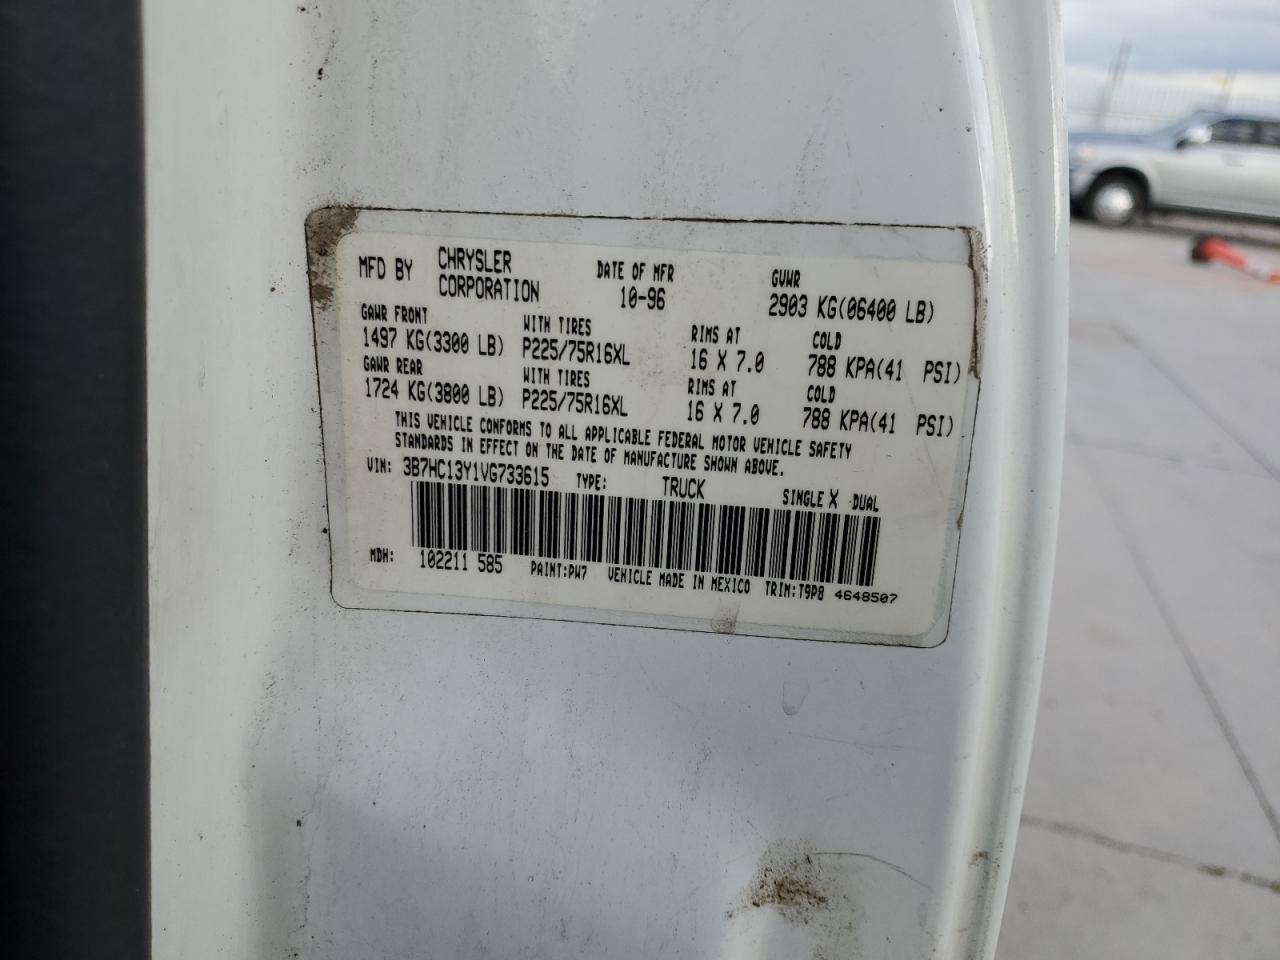 MFD BY CHRYSLER CORPORATION DATE OF MFR 10-96 GVWR 2903 KG(06400 LB)
GAWR FRONT WITH TIRES RIMS AT COLD
1497 KG(3300 LB) P225/75R16XL 16 X 7.0 788 KPA(41 PSI)
GAWR REAR WITH TIRES RIMS AT COLD
1724 KG(3800 LB) P225/75R16XL 16 X 7.0 788 KPA(41 PSI)
THIS VEHICLE CONFORMS TO ALL APPLICABLE FEDERAL MOTOR VEHICLE SAFETY
STANDARDS IN EFFECT ON THE DATE OF MANUFACTURE SHOWN ABOVE.
VIN: 3B7HC13Y1VG733615 TYPE: TRUCK SINGLE X DUAL
MDH: 102211 585 PAINT:PW7 VEHICLE MADE IN MEXICO TRIM:T9P8 4648507